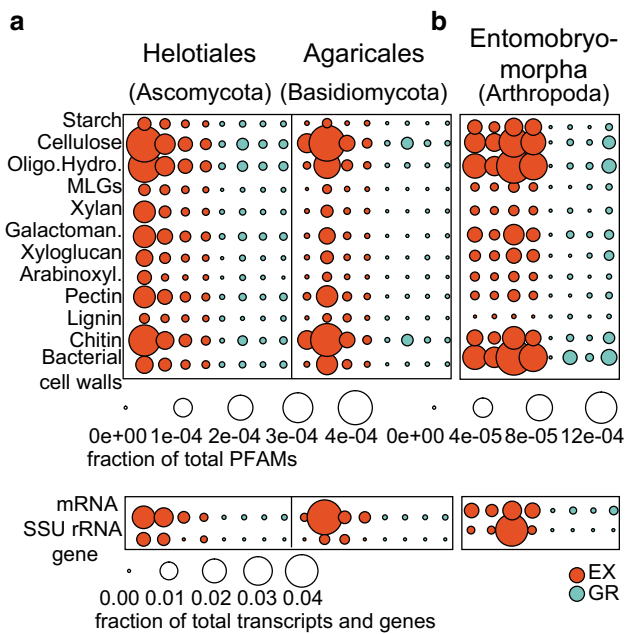 a
b
Helotiales
(Ascomycota)
Agaricales
(Basidiomycota)
Entomobryo-
morpha
(Arthropoda)
Starch
Cellulose
Oligo.Hydro.
MLGs
Xylan
Galactoman.
Xyloglucan
Arabinoxyl.
Pectin
Lignin
Chitin
Bacterial
cell walls
0e+00 1e-04 2e-04 3e-04 4e-04 0e+00 4e-05 8e-05 12e-04
fraction of total PFAMs
mRNA
SSU rRNA
gene
0.00 0.01 0.02 0.03 0.04
fraction of total transcripts and genes
EX
GR